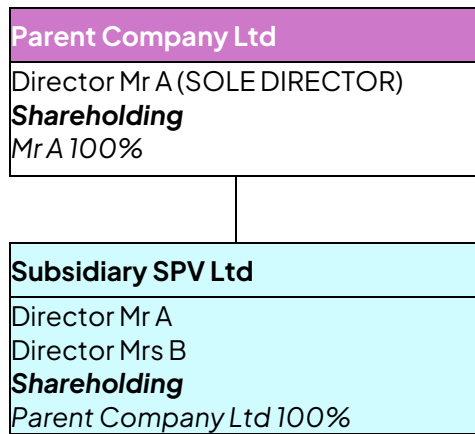 Parent Company Ltd
Director Mr A (SOLE DIRECTOR)
Shareholding
Mr A 100%
Subsidiary SPV Ltd
Director Mr A
Director Mrs B
Shareholding
Parent Company Ltd 100%